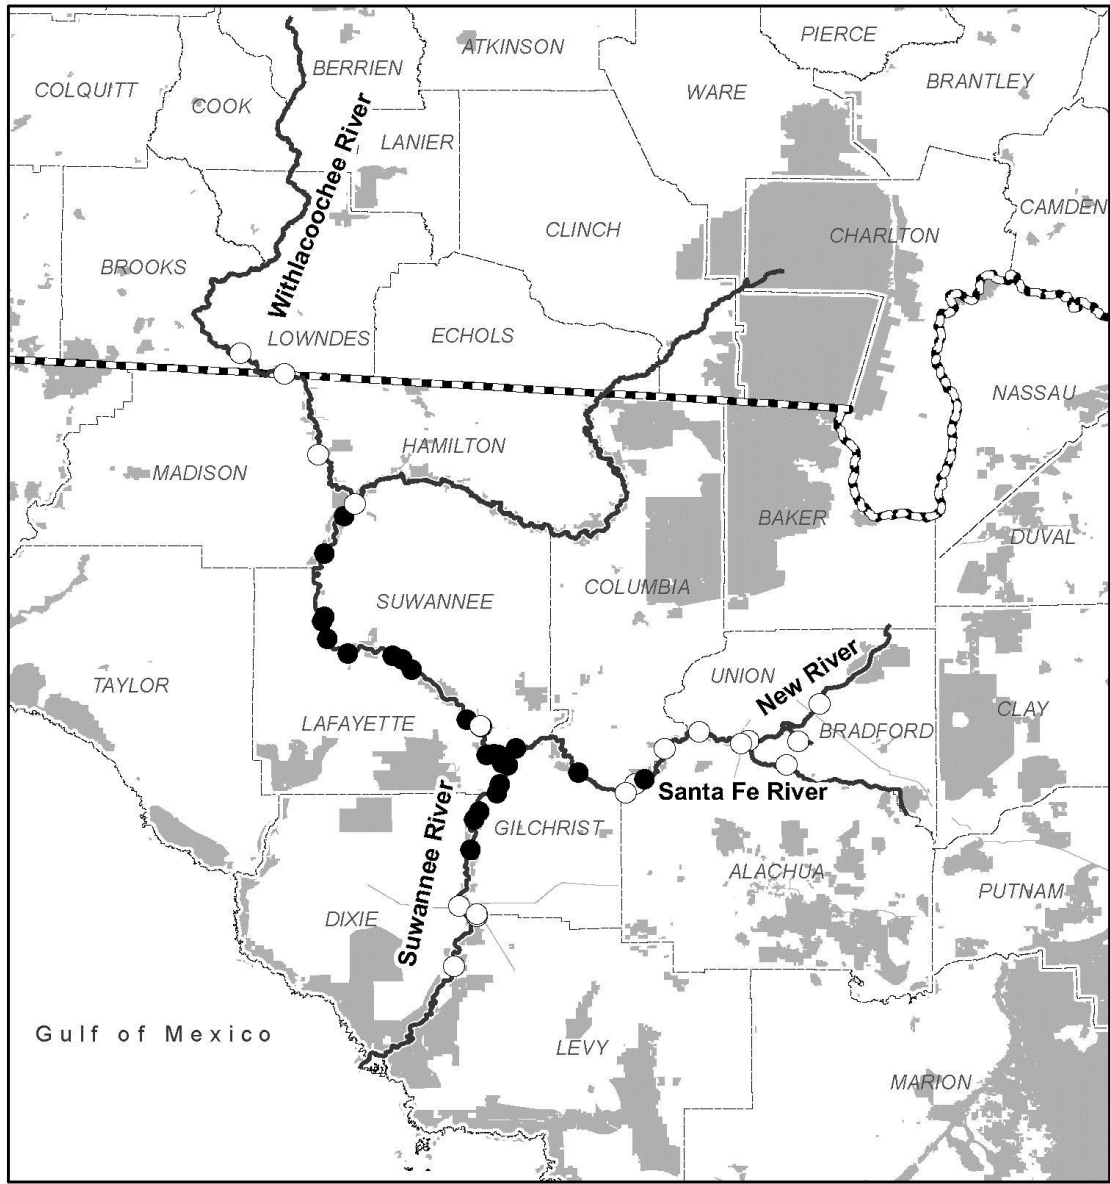 PIERCE
ATKINSON
BERRIEN
BRANTLEY
COLQUITT
WARE
COOK
LANIER
Withlacoochee River
CAMDEN
CLINCH
CHARLTON
BROOKS
LOWNDES
ECHOLS
NASSAU
HAMILTON
MADISON
BAKER
DUVAL
COLUMBIA
SUWANNEE
UNION
New River
TAYLOR
CLAY
LAFAYETTE
BRADFORD
Santa Fe River
GILCHRIST
Suwannee River
ALACHUA
PUTNAM
DIXIE
Gulf of Mexico
LEVY
MARION